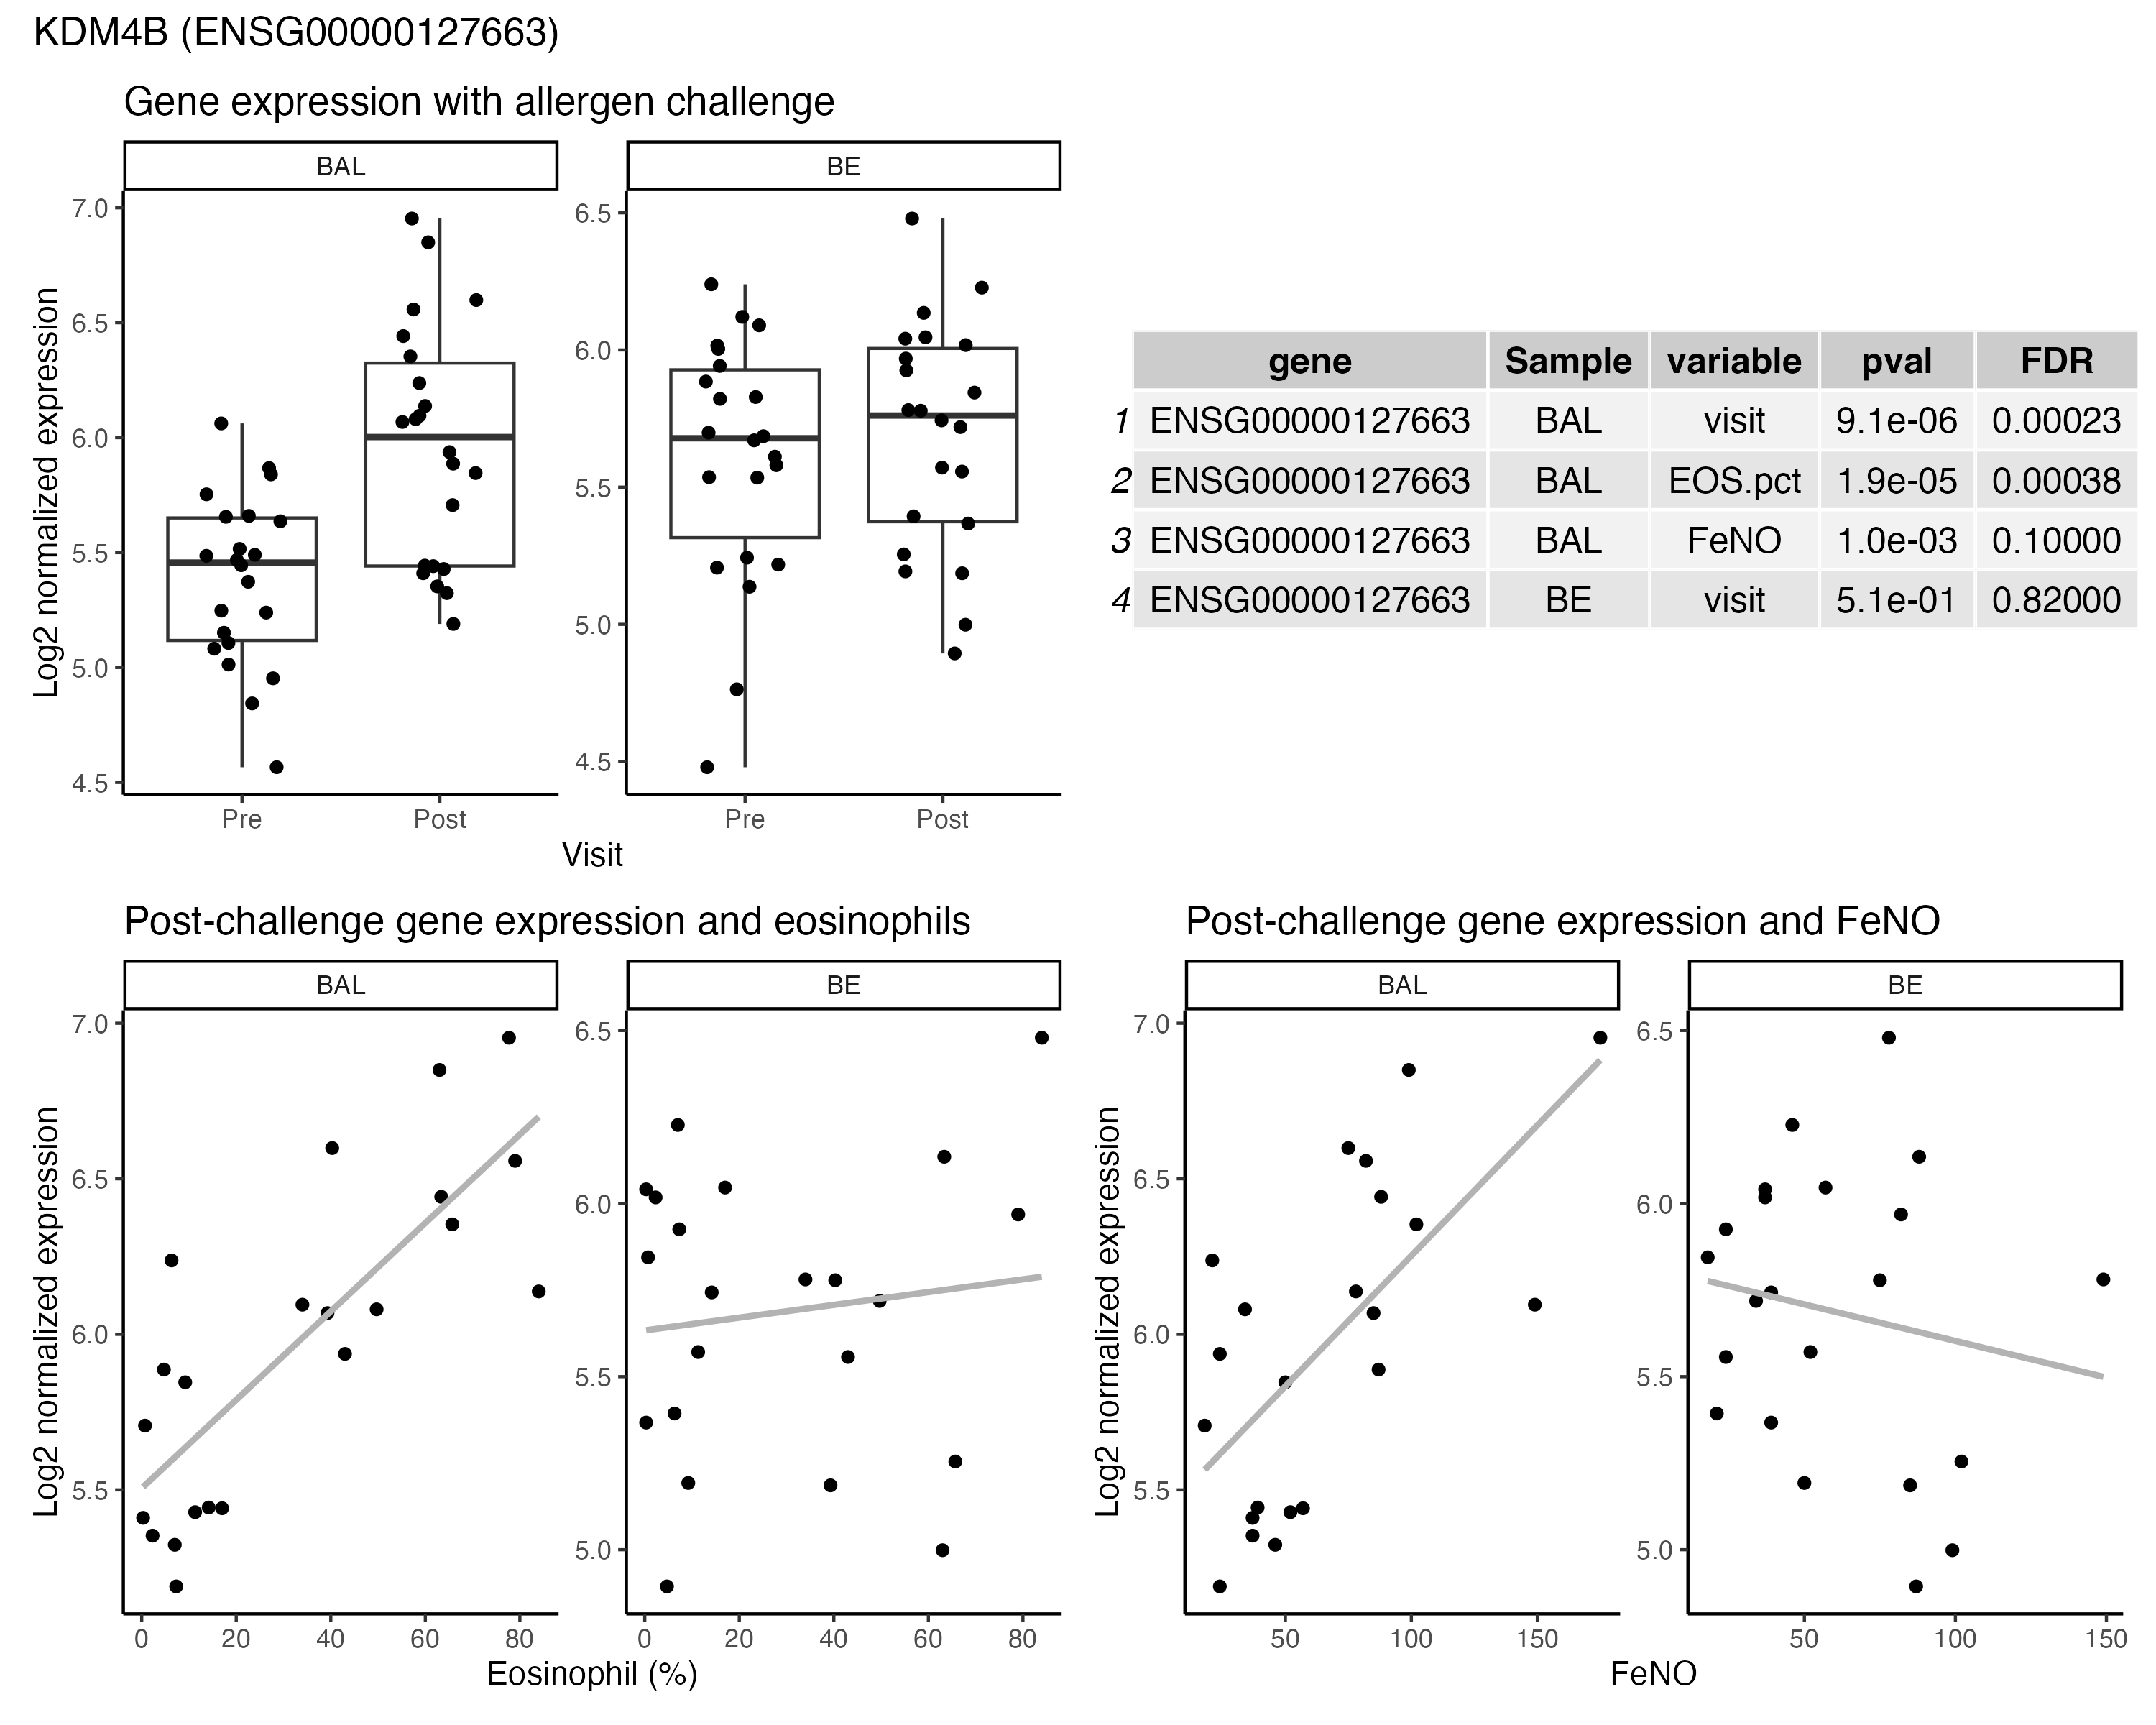 KDM4B (ENSG00000127663)
Gene expression with allergen challenge
BAL
BE
Log2 normalized expression
7.0
6.5
6.0
5.5
5.0
4.5
6.5
6.0
5.5
5.0
4.5
Pre
Post
Pre
Post
Visit
gene Sample variable pval FDR
1 ENSG00000127663 BAL visit 9.1e-06 0.00023
2 ENSG00000127663 BAL EOS.pct 1.9e-05 0.00038
3 ENSG00000127663 BAL FeNO 1.0e-03 0.10000
4 ENSG00000127663 BE visit 5.1e-01 0.82000
Post-challenge gene expression and eosinophils
BAL
BE
Log2 normalized expression
7.0
6.5
6.0
5.5
6.5
6.0
5.5
5.0
0 20 40 60 80
0 20 40 60 80
Eosinophil (%)
Post-challenge gene expression and FeNO
BAL
BE
Log2 normalized expression
7.0
6.5
6.0
5.5
6.5
6.0
5.5
5.0
50 100 150
50 100 150
FeNO